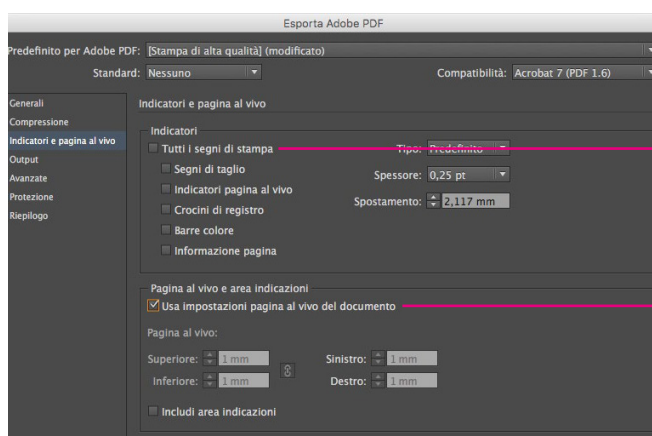 Esporta Adobe PDF
Predefinito per Adobe PDF: [Stampa di alta qualità] (modificato)
Standard: Nessuno Compatibilità: Acrobat 7 (PDF 1.6)
Generali
Compressione
Indicatori e pagina al vivo
Output
Avanzate
Protezione
Riepilogo
Indicatori e pagina al vivo
Indicatori
Tutti i segni di stampa Tipo: Predefinito
Segni di taglio Spessore: 0,25 pt
Indicatori pagina al vivo Spostamento: 2,117 mm
Crocini di registro
Barre colore
Informazione pagina
Pagina al vivo e area indicazioni
Usa impostazioni pagina al vivo del documento
Pagina al vivo:
Superiore: 1 mm Sinistro: 1 mm
Inferiore: 1 mm Destro: 1 mm
Includi area indicazioni